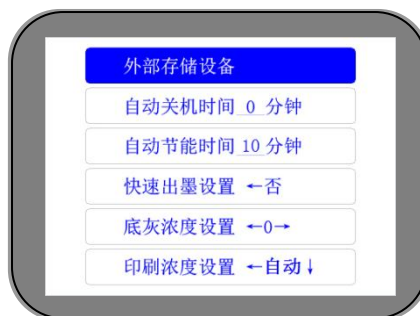 外部存储设备
自动关机时间 0 分钟
自动节能时间 10 分钟
快速出墨设置 ←否
底灰浓度设置 ←0→
印刷浓度设置 ←自动↓